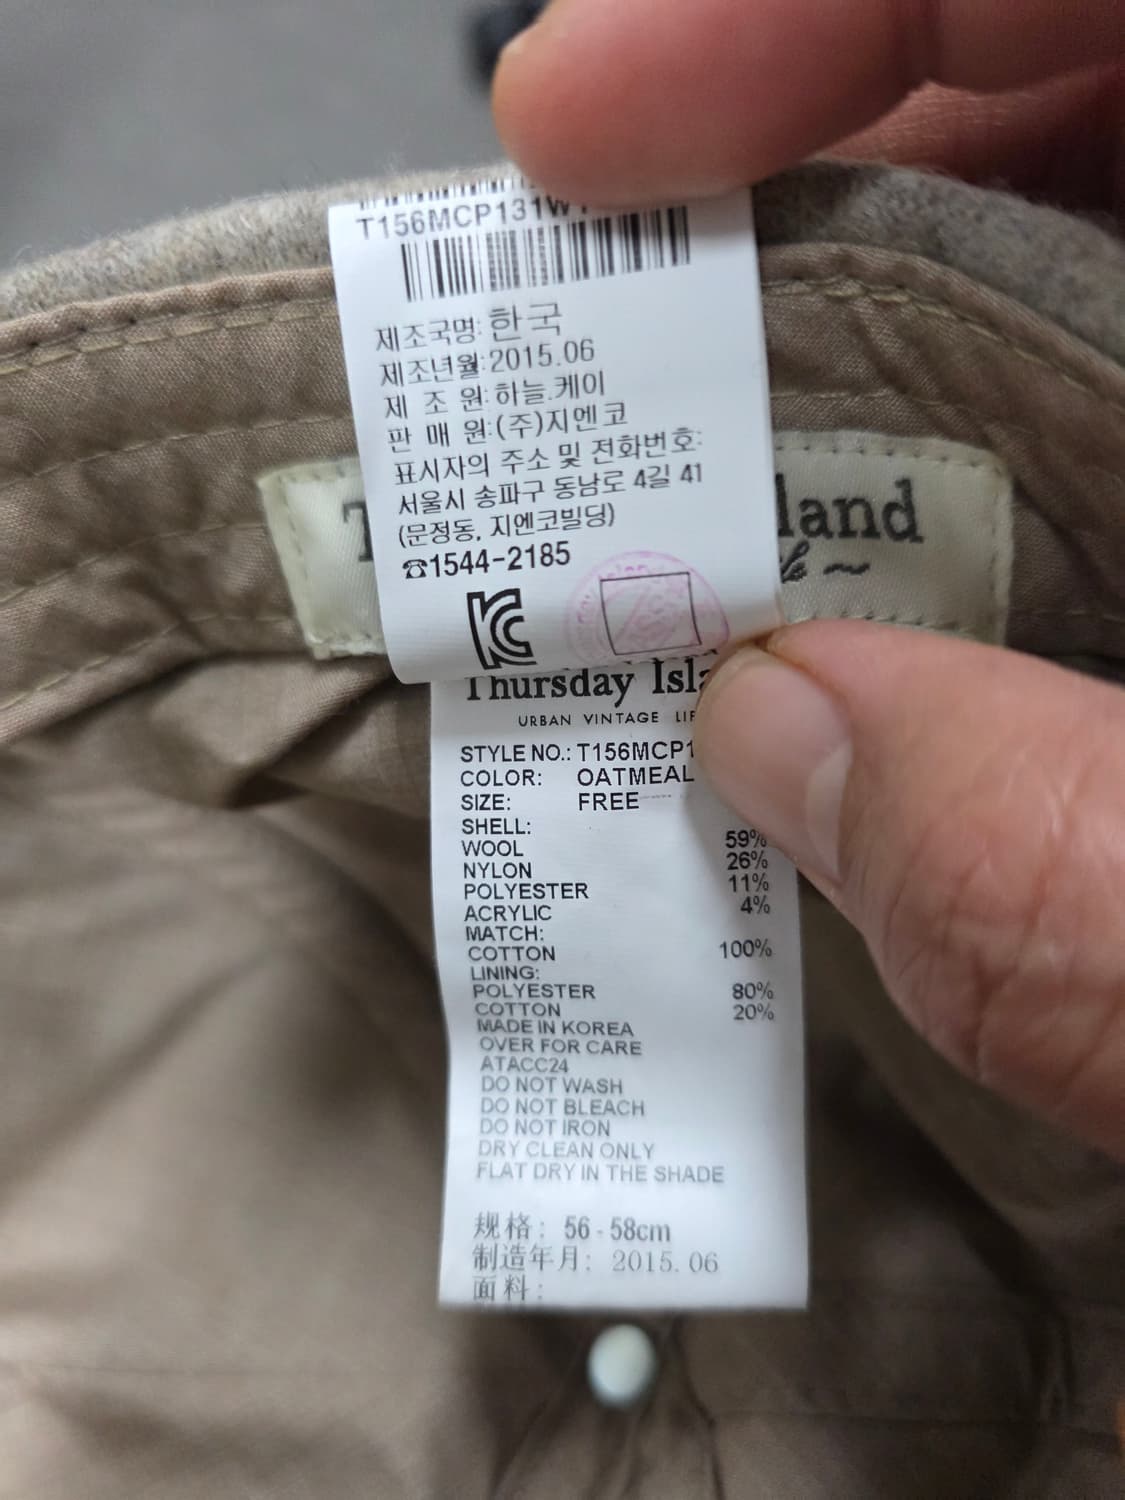 T156MCP131W
제조국명: 한국
제조년월: 2015.06
제 조 원: 하늘.케이
판 매 원: (주)지엔코
표시자의 주소 및 전화번호:
서울시 송파구 동남로 4길 41
(문정동, 지엔코빌딩)
☎1544-2185
land
Thursday Isla
URBAN VINTAGE LIF
STYLE NO.: T156MCP1
COLOR: OATMEAL
SIZE: FREE
SHELL:
WOOL 59%
NYLON 26%
POLYESTER 11%
ACRYLIC 4%
MATCH:
COTTON 100%
LINING:
POLYESTER 80%
COTTON 20%
MADE IN KOREA
OVER FOR CARE
ATACC24
DO NOT WASH
DO NOT BLEACH
DO NOT IRON
DRY CLEAN ONLY
FLAT DRY IN THE SHADE
规格: 56-58cm
制造年月: 2015.06
面料: